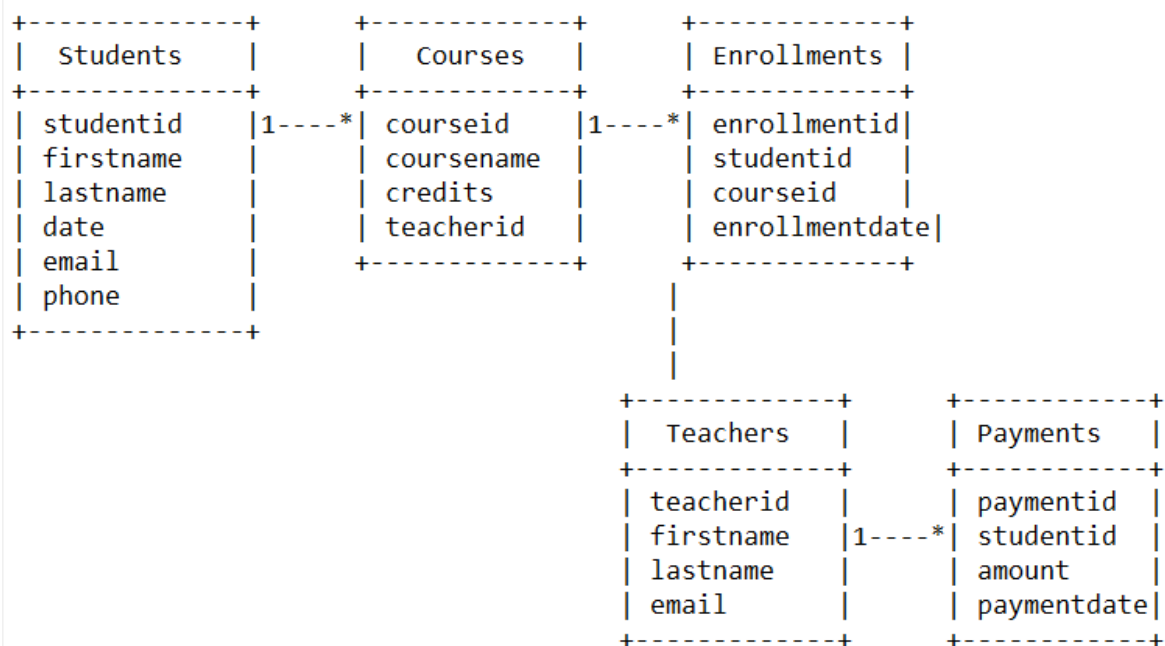 +--------------+      +-------------+      +-------------+
|  Students    |      |   Courses   |      | Enrollments |
+--------------+      +-------------+      +-------------+
| studentid    |1----*| courseid    |1----*| enrollmentid|
| firstname    |      | coursename  |      | studentid   |
| lastname     |      | credits     |      | courseid    |
| date         |      | teacherid   |      | enrollmentdate|
| email        |      +-------------+      +-------------+
| phone        |                          |
+--------------+                          |
                                          |
                                       +-------------+      +------------+
                                       |  Teachers   |      | Payments   |
                                       +-------------+      +------------+
                                       | teacherid   |      | paymentid  |
                                       | firstname   |1----*| studentid  |
                                       | lastname    |      | amount     |
                                       | email       |      | paymentdate|
                                       +-------------+      +------------+